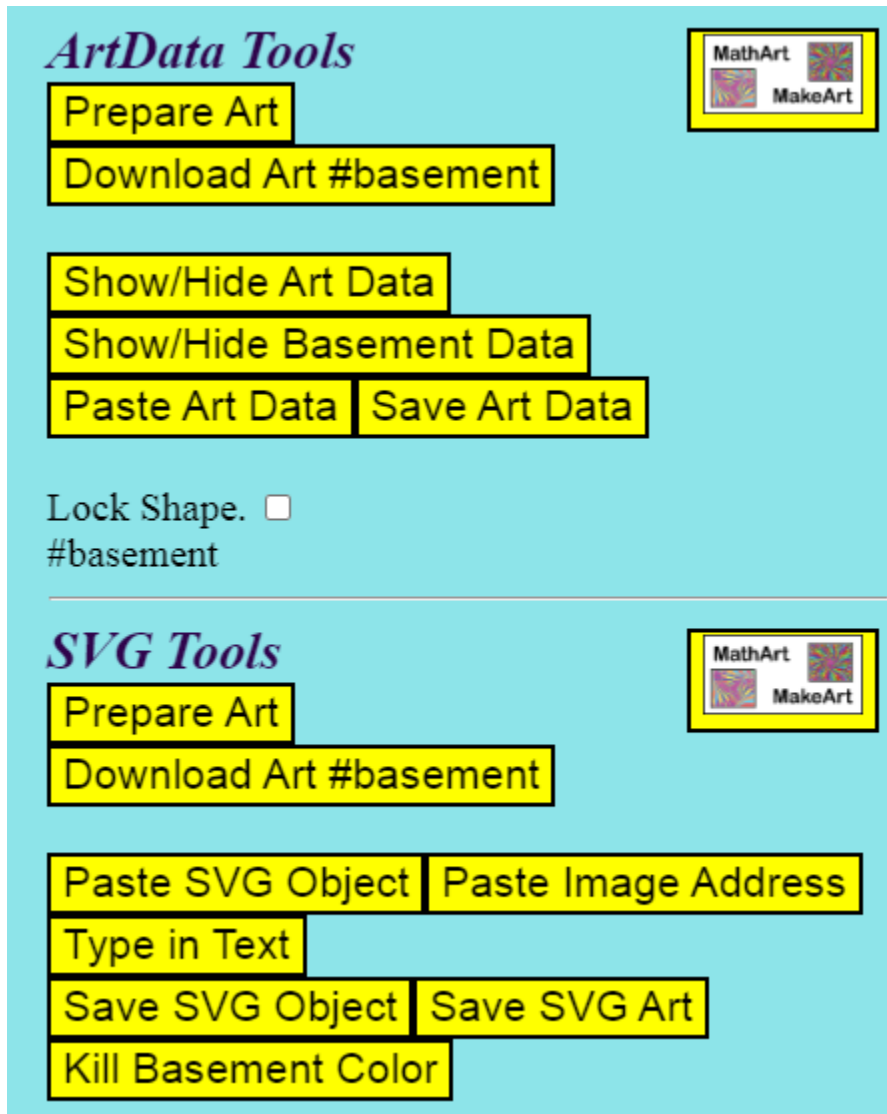 ArtData Tools
MathArt
MakeArt
Prepare Art
Download Art #basement
Show/Hide Art Data
Show/Hide Basement Data
Paste Art Data Save Art Data
Lock Shape.
#basement
SVG Tools
MathArt
MakeArt
Prepare Art
Download Art #basement
Paste SVG Object Paste Image Address
Type in Text
Save SVG Object Save SVG Art
Kill Basement Color